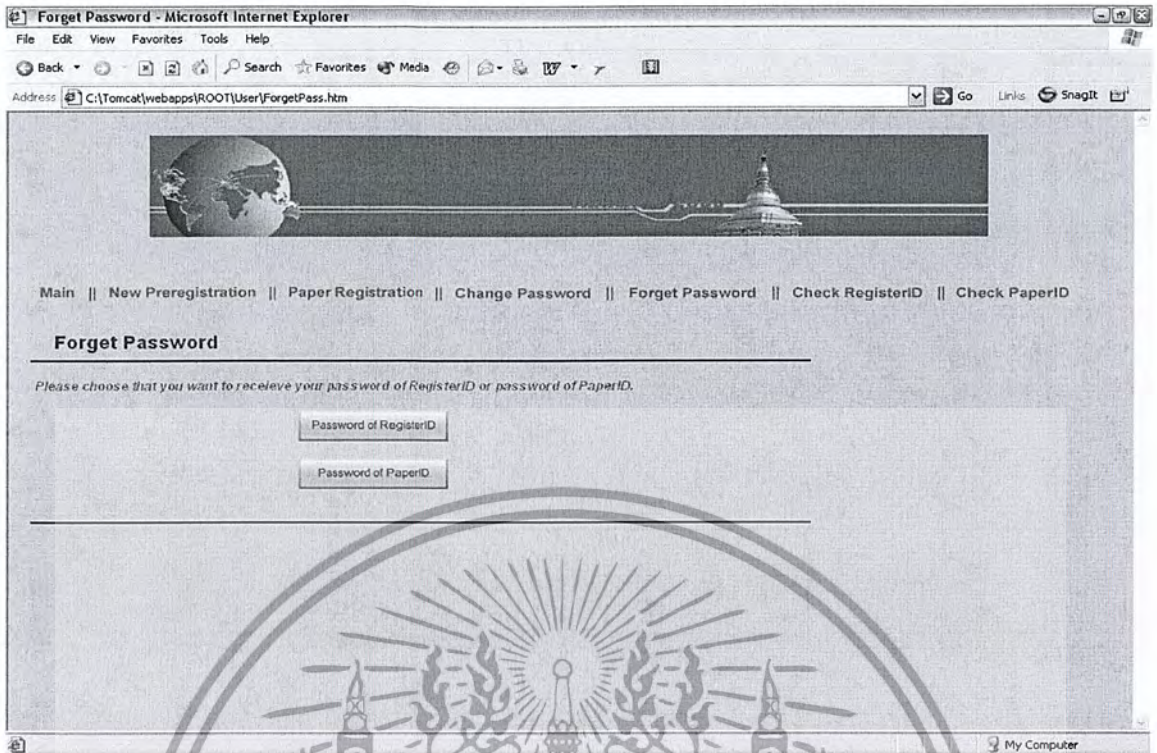 Forget Password - Microsoft Internet Explorer
File Edit View Favorites Tools Help
Back Search Favorites Media
Address C:\Tomcat\webapps\ROOT\User\ForgetPass.htm Go Links SnagIt
Main || New Preregistration || Paper Registration || Change Password || Forget Password || Check RegisterID || Check PaperID
Forget Password
Please choose that you want to receieve your password of RegisterID or password of PaperID.
Password of RegisterID
Password of PaperID
My Computer